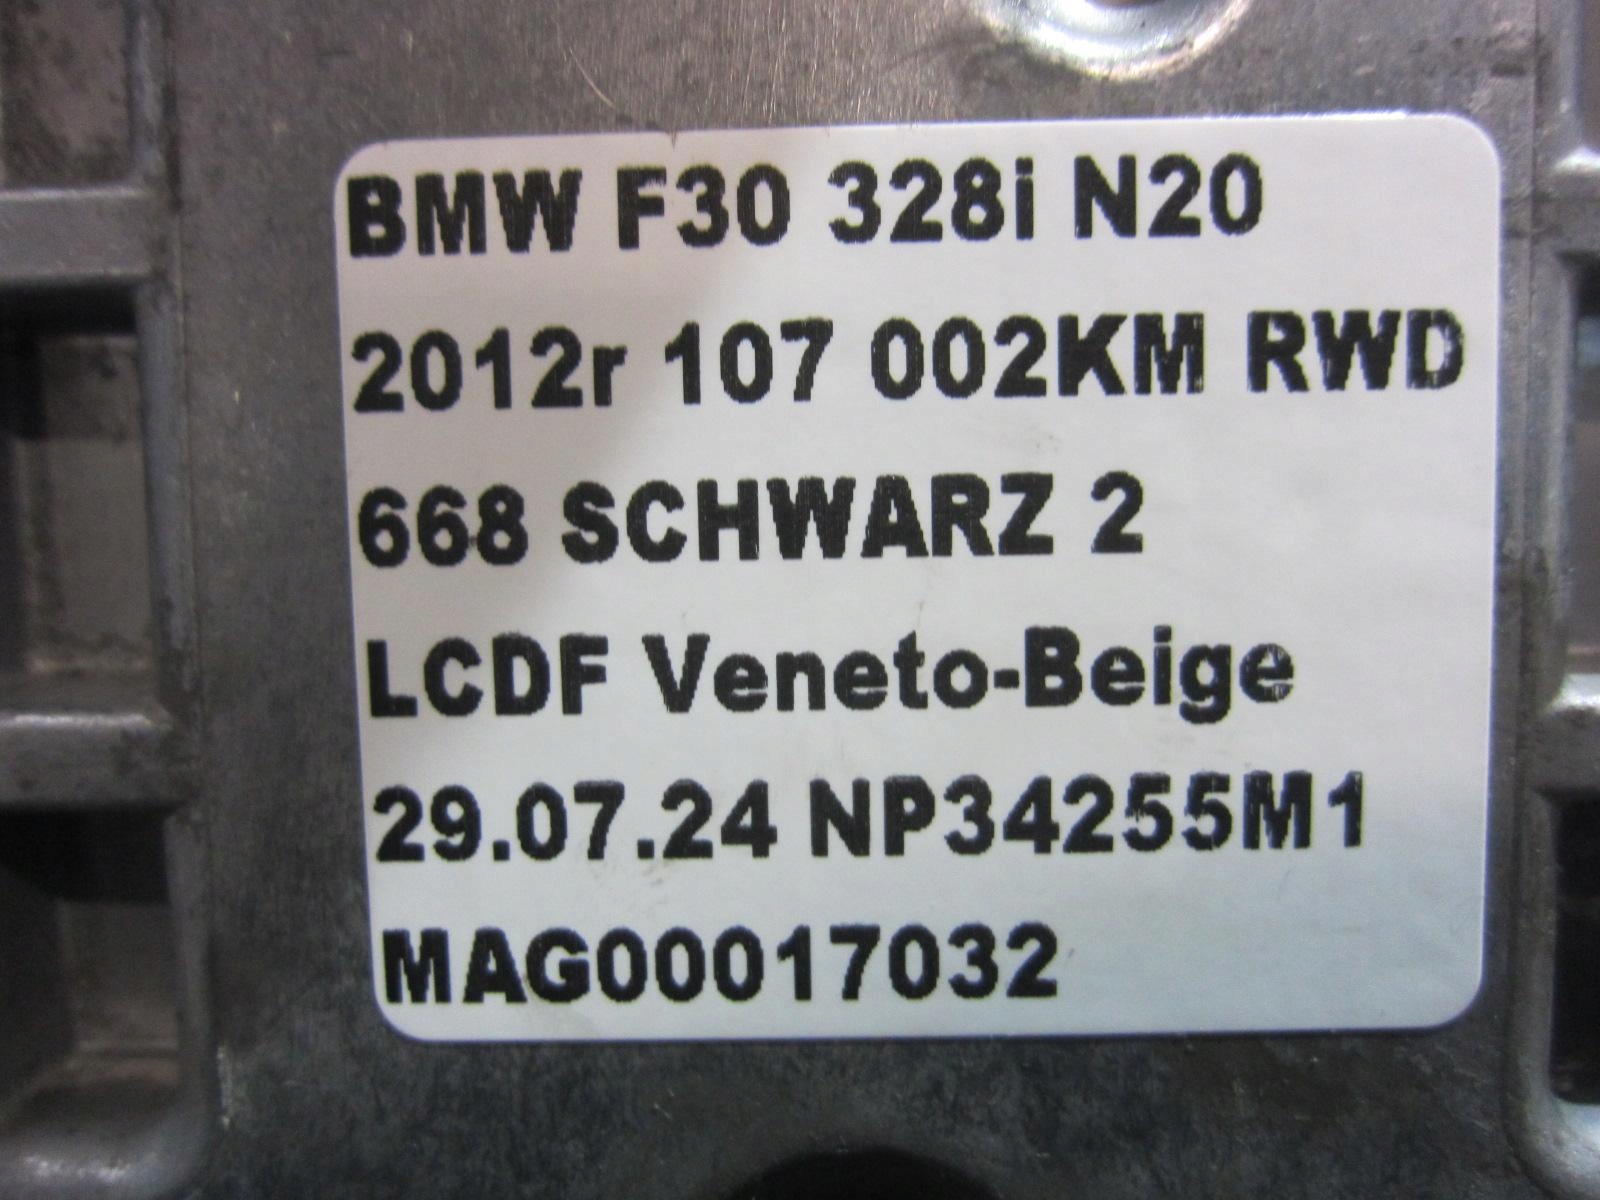 BMW F30 328i N20
2012r 107 002KM RWD
668 SCHWARZ 2
LCDF Veneto-Beige
29.07.24 NP34255M1
MAG00017032